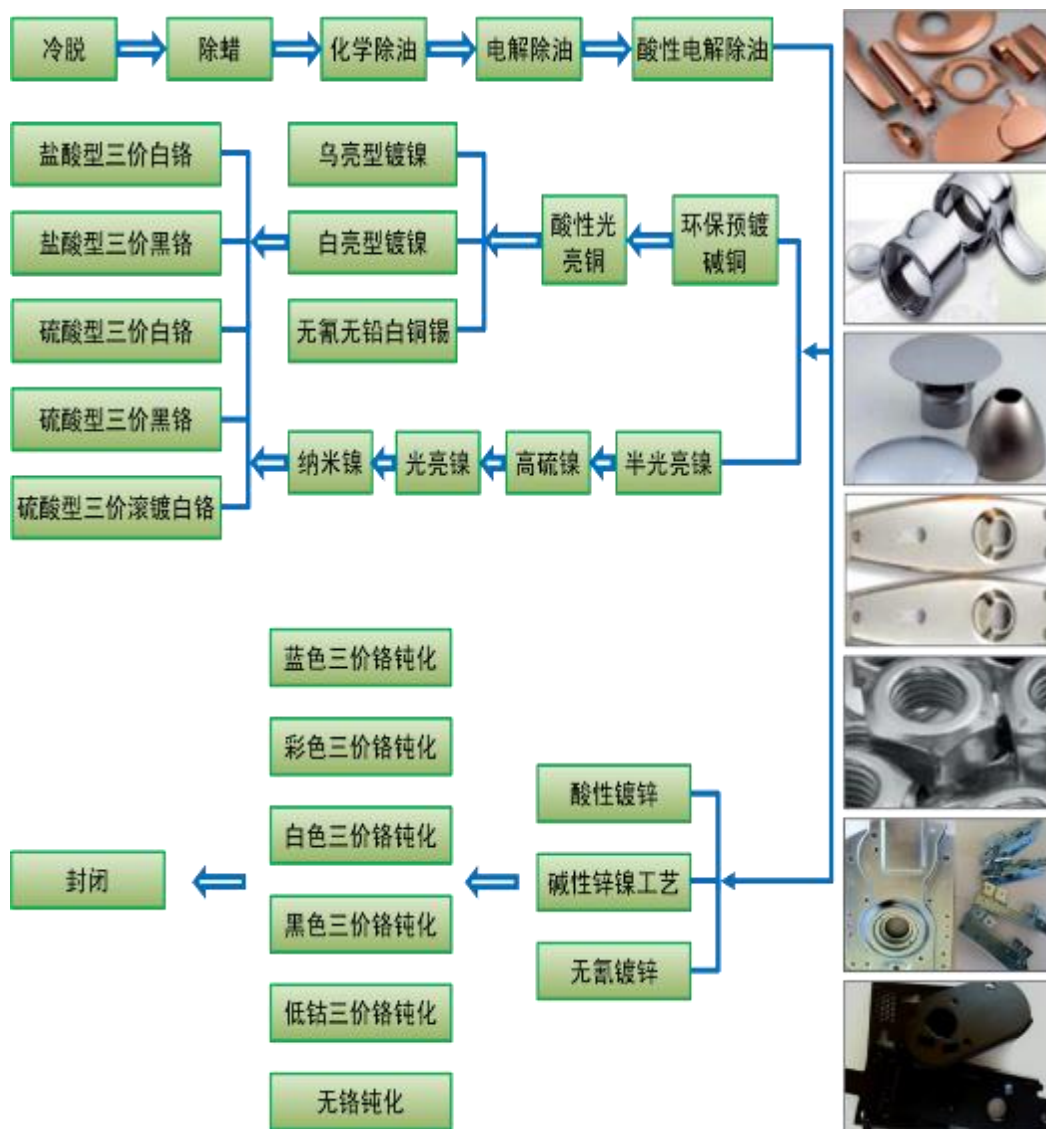 冷脱
除蜡
化学除油
电解除油
酸性电解除油
盐酸型三价白铬
乌亮型镀镍
盐酸型三价黑铬
白亮型镀镍
酸性光
亮铜
环保预镀
碱铜
硫酸型三价白铬
无氰无铅白铜锡
硫酸型三价黑铬
纳米镍
光亮镍
高硫镍
半光亮镍
硫酸型三价滚镀白铬
蓝色三价铬钝化
彩色三价铬钝化
酸性镀锌
白色三价铬钝化
封闭
碱性锌镍工艺
黑色三价铬钝化
无氰镀锌
低钴三价铬钝化
无铬钝化